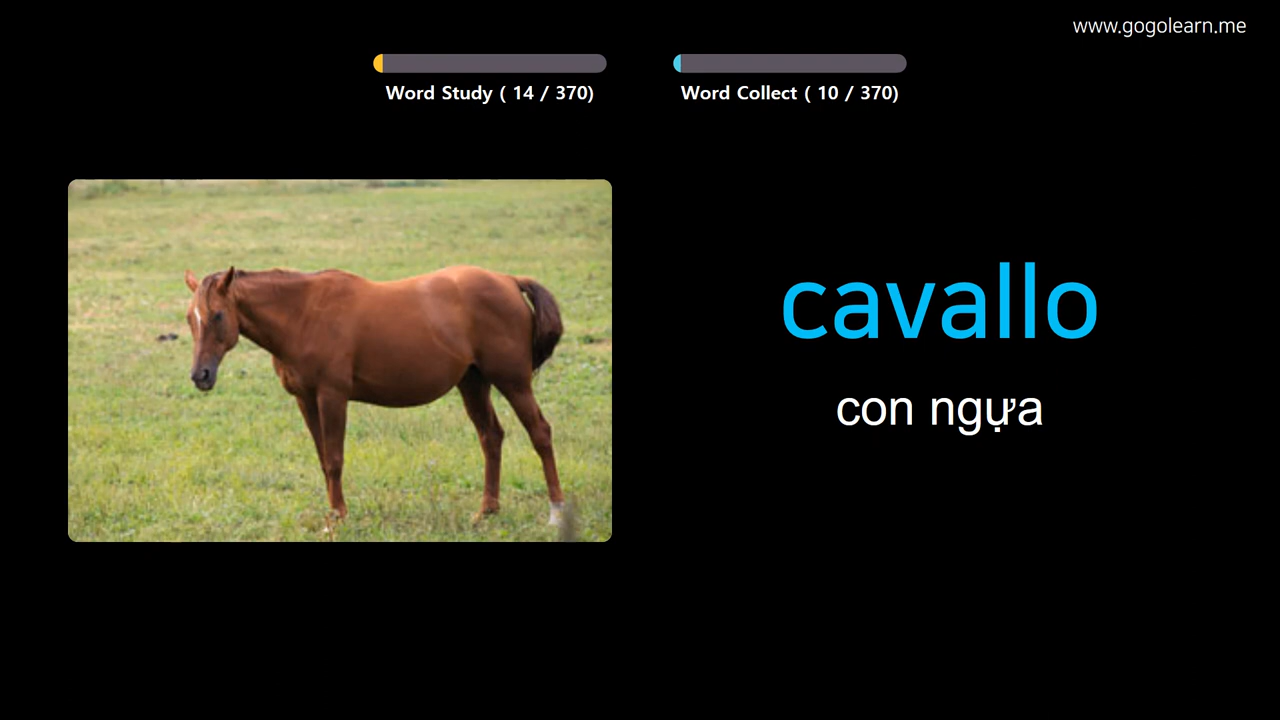 www.gogolearn.me
Word Study ( 14 / 370)
Word Collect ( 10 / 370)
cavallo
con ngựa